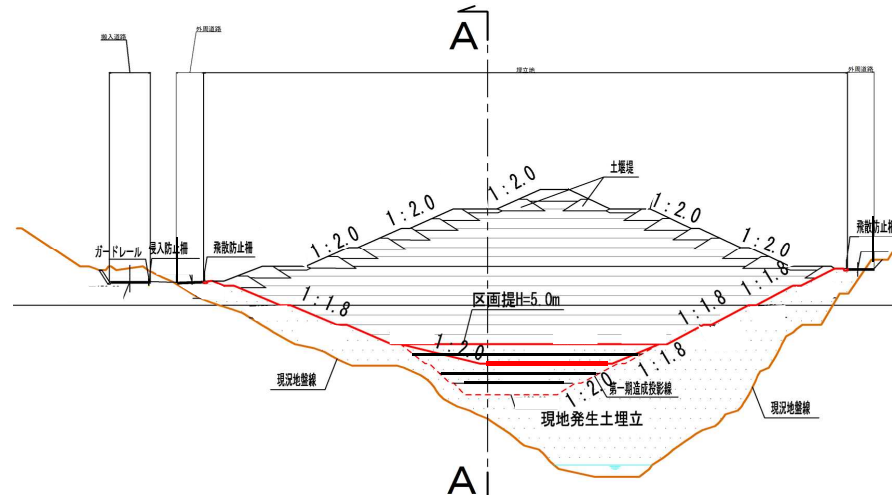 A
搬入道路
外周道路
埋立地
外周道路
1:2.0
1:2.0
1:2.0
土堰堤
1:2.0
1:2.0
ガードレール
侵入防止柵
飛散防止柵
飛散防止柵
1:1.8
区画提H=5.0m
1:1.8
1:1.8
1:2.0
1:1.8
1:2.0
第一期造成投影線
現況地盤線
現地発生土埋立
現況地盤線
A